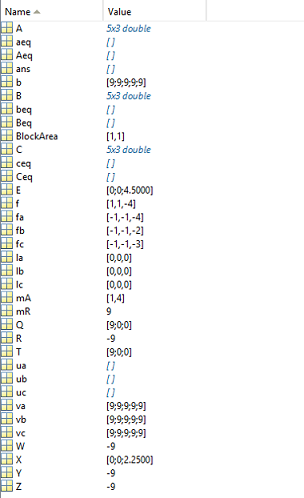 Name Value
A 5x3 double
aeq []
Aeq []
ans []
b [9;9;9;9;9]
B 5x3 double
beq []
Beq []
BlockArea [1,1]
C 5x3 double
ceq []
Ceq []
E [0;0;4.5000]
f [1,1,-4]
fa [-1,-1,-4]
fb [-1,-1,-2]
fc [-1,-1,-3]
la [0,0,0]
lb [0,0,0]
lc [0,0,0]
mA [1,4]
mR 9
Q [9;0;0]
R -9
T [9;0;0]
ua []
ub []
uc []
va [9;9;9;9;9]
vb [9;9;9;9;9]
vc [9;9;9;9;9]
W -9
X [0;0;2.2500]
Y -9
Z -9